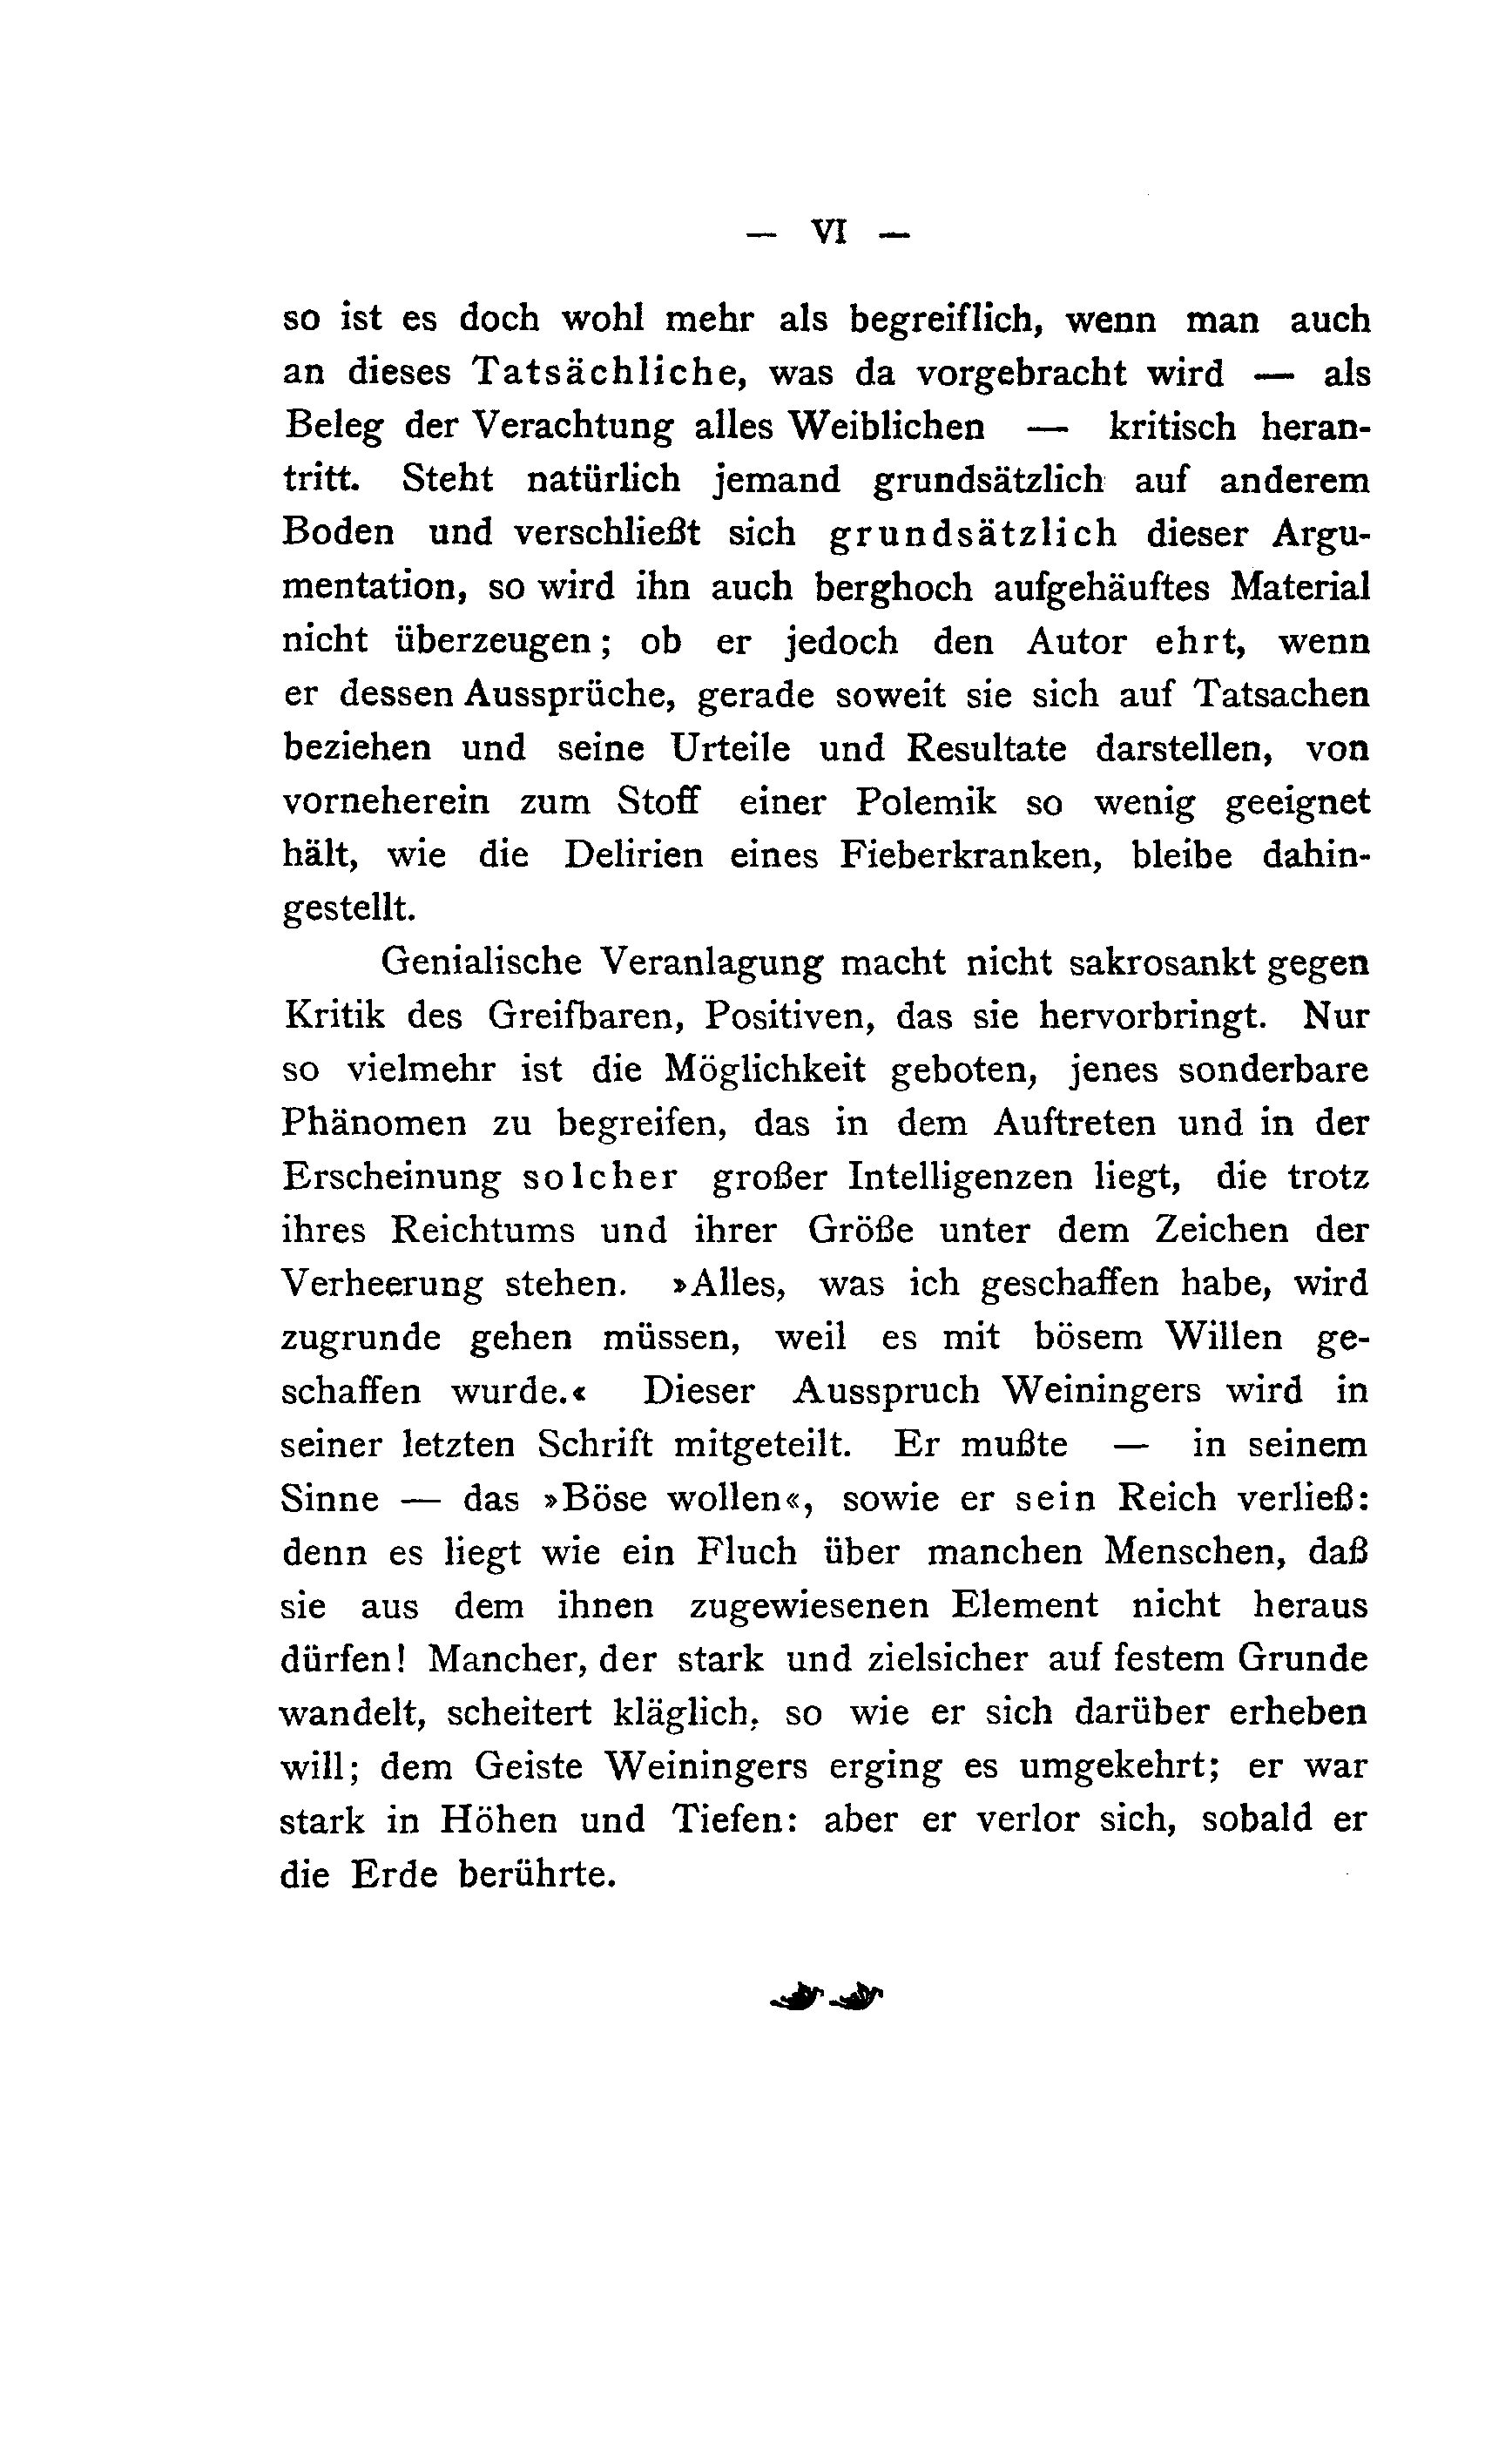 — VI —
so ist es doch wohl mehr als begreiflich, wenn man auch
an dieses Tatsächliche, was da vorgebracht wird — als
Beleg der Verachtung alles Weiblichen — kritisch heran-
tritt. Steht natürlich jemand grundsätzlich auf anderem
Boden und verschließt sich grundsätzlich dieser Argu-
mentation, so wird ihn auch berghoch aufgehäuftes Material
nicht überzeugen; ob er jedoch den Autor ehrt, wenn
er dessen Aussprüche, gerade soweit sie sich auf Tatsachen
beziehen und seine Urteile und Resultate darstellen, von
vorneherein zum Stoff einer Polemik so wenig geeignet
hält, wie die Delirien eines Fieberkranken, bleibe dahin-
gestellt.
Genialische Veranlagung macht nicht sakrosankt gegen
Kritik des Greifbaren, Positiven, das sie hervorbringt. Nur
so vielmehr ist die Möglichkeit geboten, jenes sonderbare
Phänomen zu begreifen, das in dem Auftreten und in der
Erscheinung solcher großer Intelligenzen liegt, die trotz
ihres Reichtums und ihrer Größe unter dem Zeichen der
Verheerung stehen. »Alles, was ich geschaffen habe, wird
zugrunde gehen müssen, weil es mit bösem Willen ge-
schaffen wurde.« Dieser Ausspruch Weiningers wird in
seiner letzten Schrift mitgeteilt. Er mußte — in seinem
Sinne — das »Böse wollen«, sowie er sein Reich verließ:
denn es liegt wie ein Fluch über manchen Menschen, daß
sie aus dem ihnen zugewiesenen Element nicht heraus
dürfen! Mancher, der stark und zielsicher auf festem Grunde
wandelt, scheitert kläglich, so wie er sich darüber erheben
will; dem Geiste Weiningers erging es umgekehrt; er war
stark in Höhen und Tiefen: aber er verlor sich, sobald er
die Erde berührte.